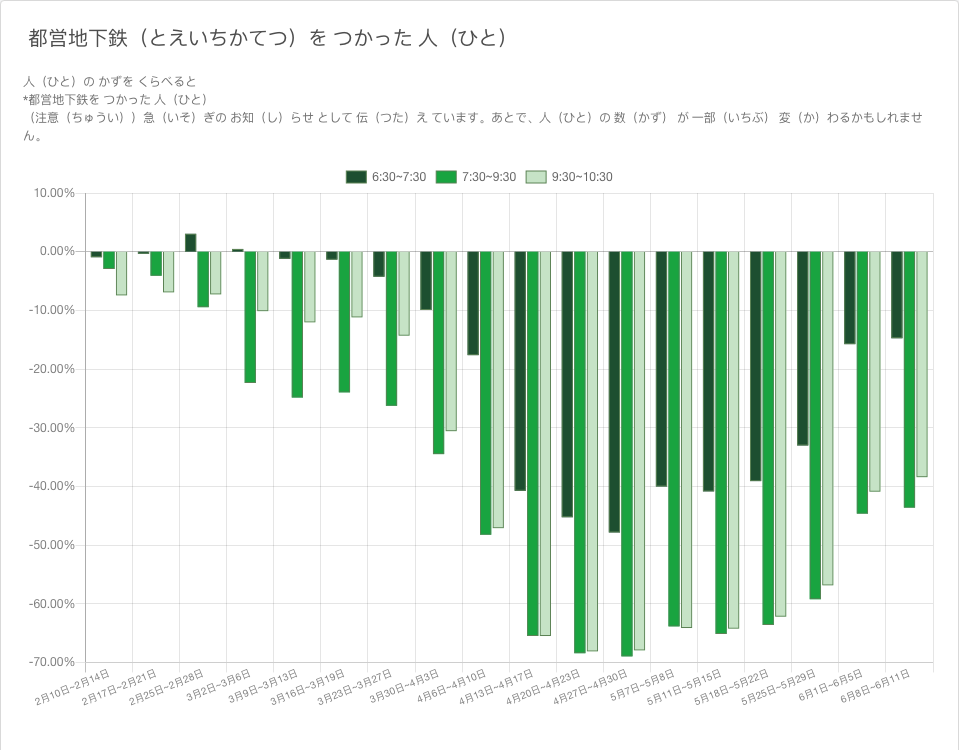 都営地下鉄（とえいちかてつ）を つかった 人（ひと）
人（ひと）の かずを くらべると
*都営地下鉄を つかった 人（ひと）
（注意（ちゅうい））急（いそ）ぎの お知（し）らせ として 伝（つた）え ています。あとで、人（ひと）の 数（かず） が 一部（いちぶ） 変（か）わるかもしれませ
ん。
6:30~7:30 7:30~9:30 9:30~10:30
10.00%
0.00%
-10.00%
-20.00%
-30.00%
-40.00%
-50.00%
-60.00%
-70.00%
2月10日~2月14日
2月17日~2月21日
2月25日~2月28日
3月2日~3月6日
3月9日~3月13日
3月16日~3月19日
3月23日~3月27日
3月30日~4月3日
4月6日~4月10日
4月13日~4月17日
4月20日~4月23日
4月27日~4月30日
5月7日~5月8日
5月11日~5月15日
5月18日~5月22日
5月25日~5月29日
6月1日~6月5日
6月8日~6月11日